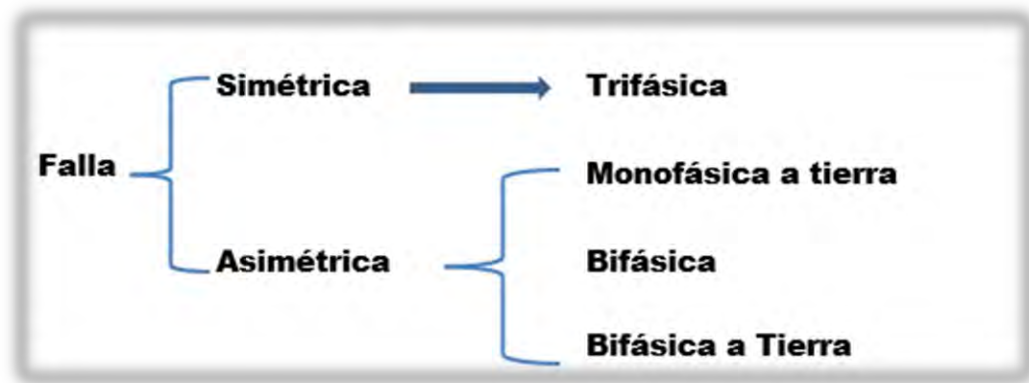 Simétrica
Trifásica
Falla
Monofásica a tierra
Asimétrica
Bifásica
Bifásica a Tierra